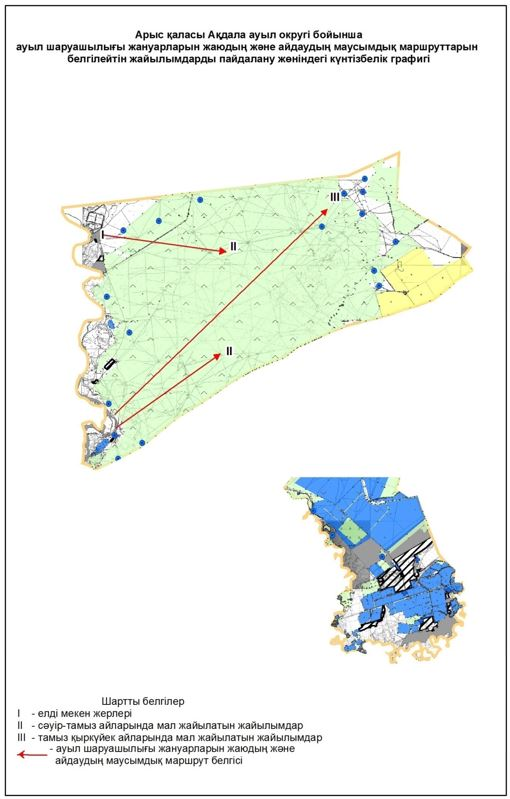 Арыс қаласы Ақдала ауыл округі бойынша
ауыл шаруашылығы жануарларын жаюдың және айдаудың маусымдық маршруттарын
белгілейтін жайылымдарды пайдалану жөніндегі күнтізбелік графигі
III
I
II
II
Шартты белгілер
I - елді мекен жерлері
II - сәуір-тамыз айларында мал жайылатын жайылымдар
III - тамыз қыркүйек айларында мал жайылатын жайылымдар
- ауыл шаруашылығы жануарларын жаюдың және
айдаудың маусымдық маршрут белгісі